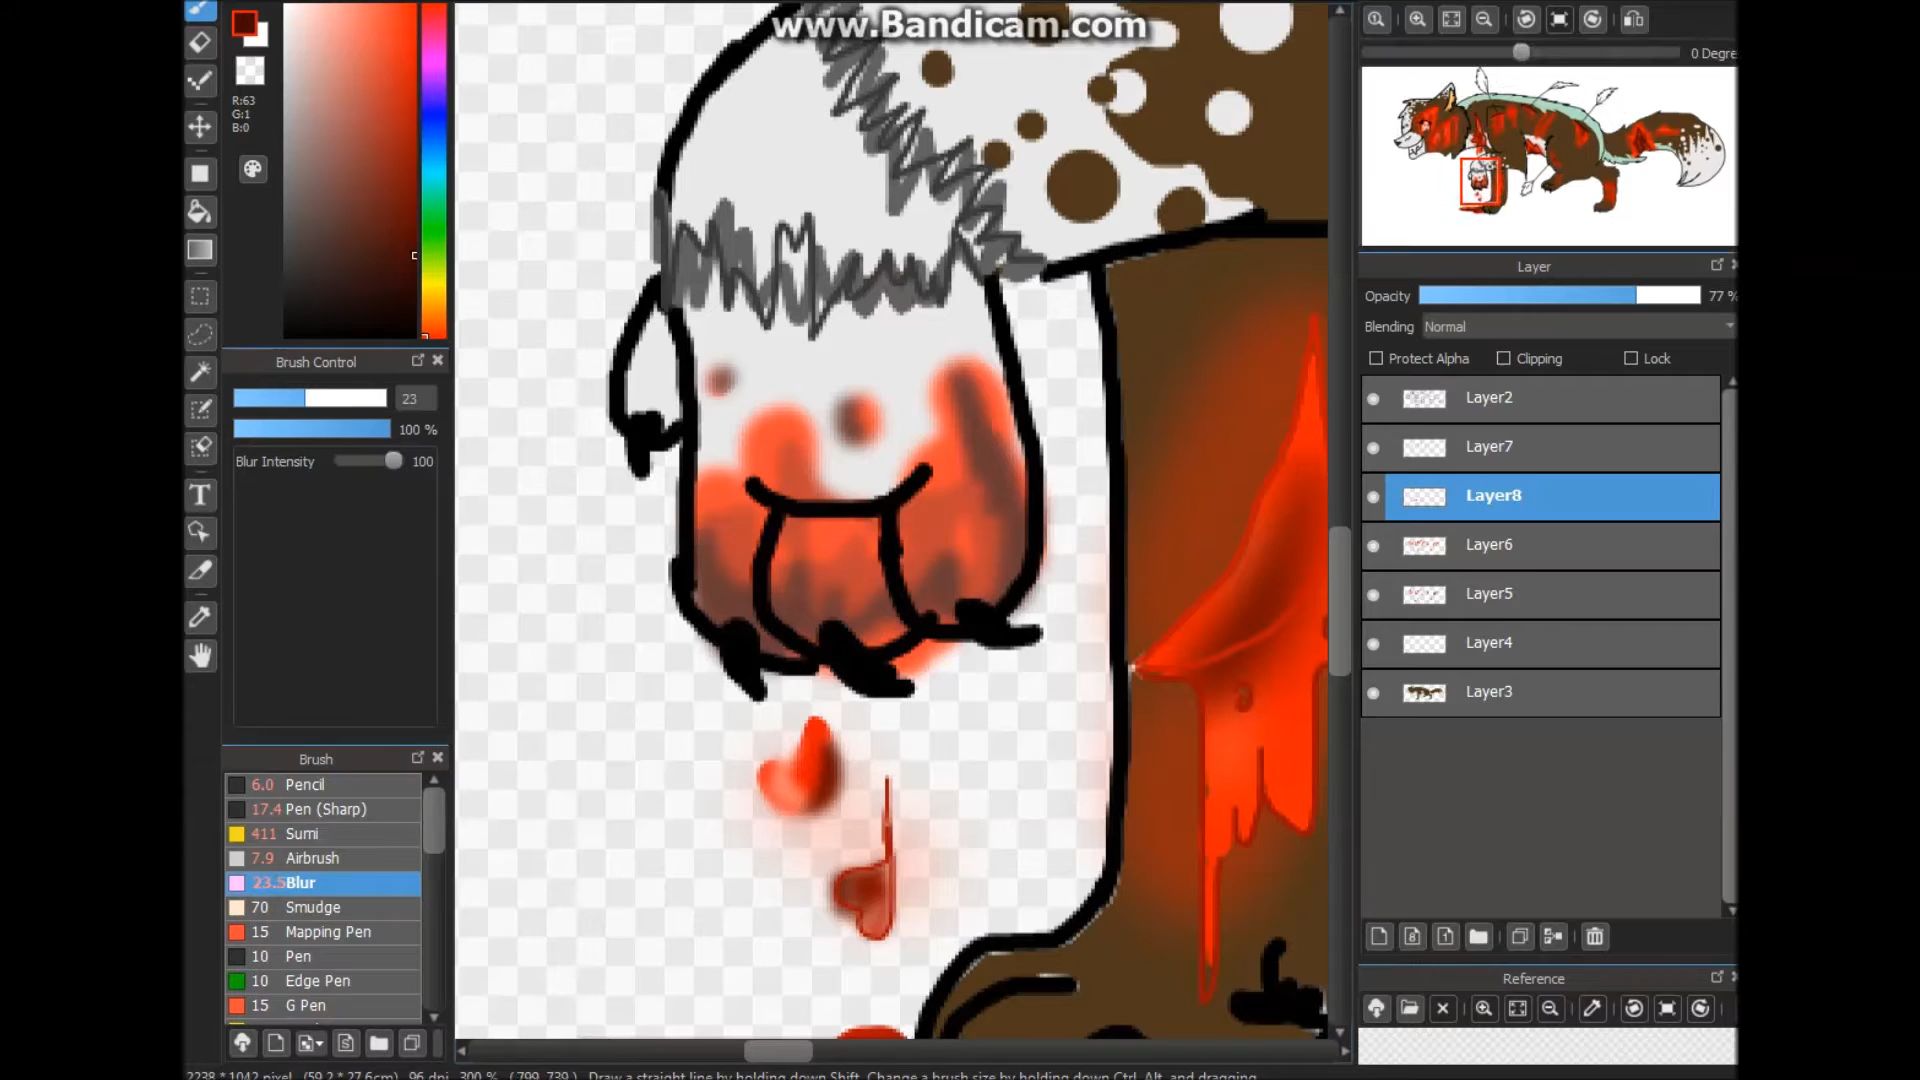 www.Bandicam.com
R:63
G:1
B:0
Brush Control
23
100 %
Blur Intensity 100
Brush
6.0 Pencil
17.4 Pen (Sharp)
411 Sumi
7.9 Airbrush
23.5 Blur
70 Smudge
15 Mapping Pen
10 Pen
10 Edge Pen
15 G Pen
0 Degre
Layer
Opacity 77 %
Blending Normal
Protect Alpha Clipping Lock
Layer2
Layer7
Layer8
Layer6
Layer5
Layer4
Layer3
Reference
2238 * 1042 pixel (59.2 * 27.6cm) 96 dpi 300 % ( 799, 739 ) Draw a straight line by holding down Shift, Change a brush size by holding down Ctrl, Alt, and dragging